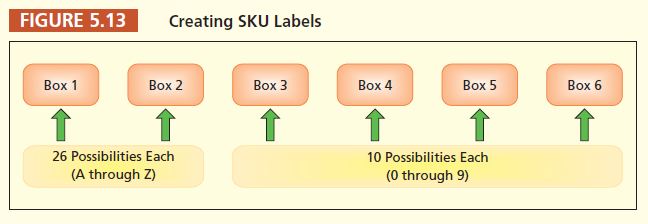 FIGURE 5.13 Creating SKU Labels
Box 1 Box 2 Box 3 Box 4 Box 5 Box 6
26 Possibilities Each
(A through Z)
10 Possibilities Each
(0 through 9)